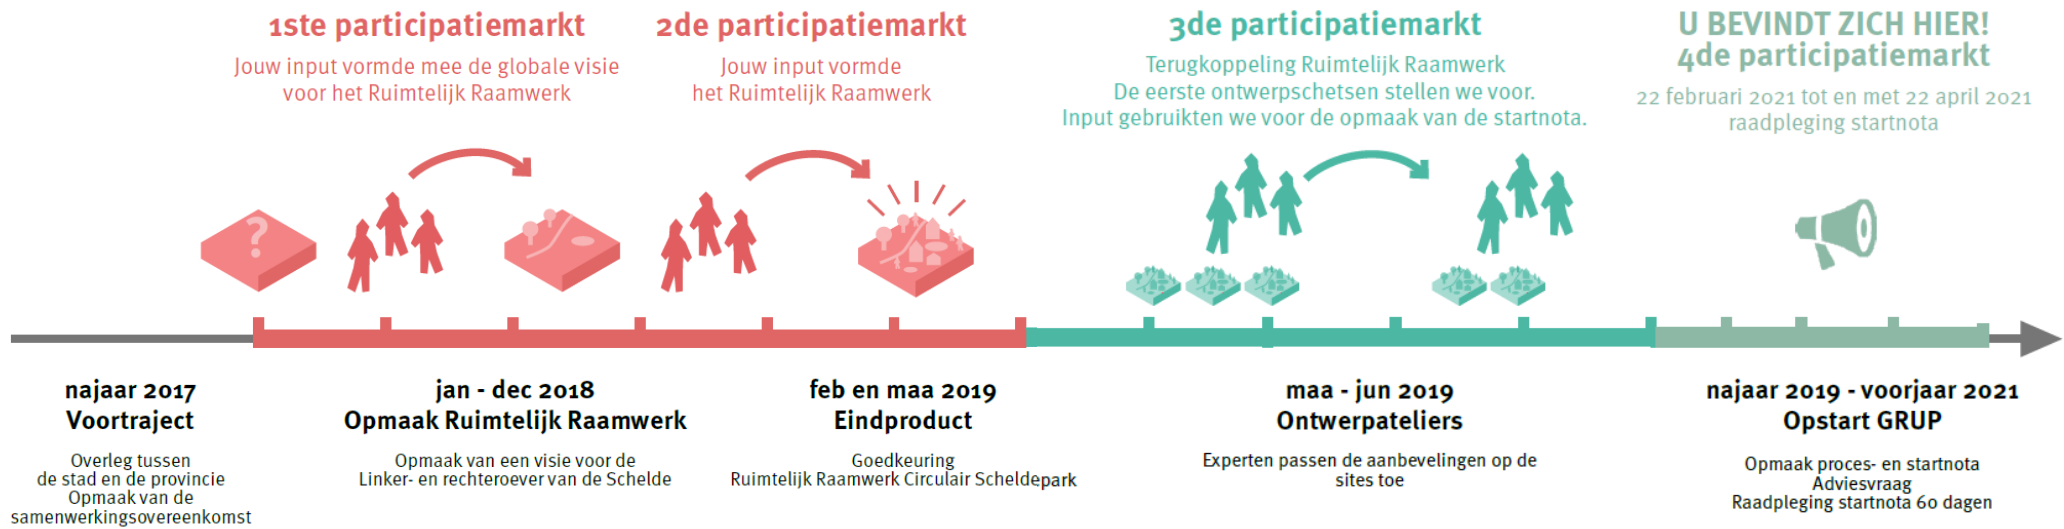 1ste participatiemarkt
Jouw input vormde mee de globale visie
voor het Ruimtelijk Raamwerk
2de participatiemarkt
Jouw input vormde
het Ruimtelijk Raamwerk
3de participatiemarkt
Terugkoppeling Ruimtelijk Raamwerk
De eerste ontwerpschetsen stellen we voor.
Input gebruikten we voor de opmaak van de startnota.
U BEVINDT ZICH HIER!
4de participatiemarkt
22 februari 2021 tot en met 22 april 2021
raadpleging startnota
?
najaar 2017
Voortraject
Overleg tussen
de stad en de provincie
Opmaak van de
samenwerkingsovereenkomst
jan - dec 2018
Opmaak Ruimtelijk Raamwerk
Opmaak van een visie voor de
Linker- en rechteroever van de Schelde
feb en maa 2019
Eindproduct
Goedkeuring
Ruimtelijk Raamwerk Circulair Scheldepark
maa - jun 2019
Ontwerpateliers
Experten passen de aanbevelingen op de
sites toe
najaar 2019 - voorjaar 2021
Opstart GRUP
Opmaak proces- en startnota
Adviesvraag
Raadpleging startnota 60 dagen